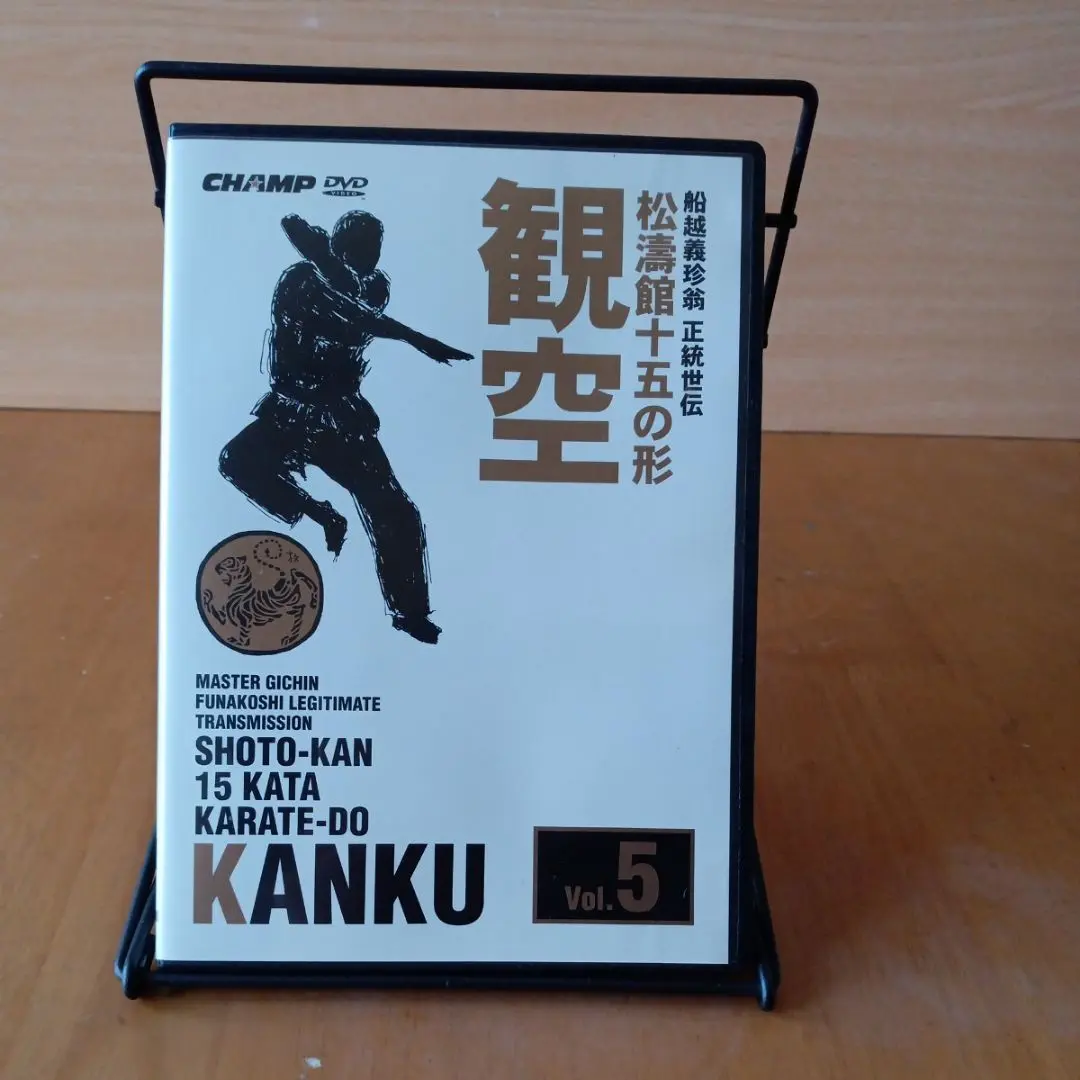 CHAMP DVD
VIDEO
船越義珍翁 正統世伝
松濤館十五の形
観空
MASTER GICHIN
FUNAKOSHI LEGITIMATE
TRANSMISSION
SHOTO-KAN
15 KATA
KARATE-DO
KANKU
Vol.5